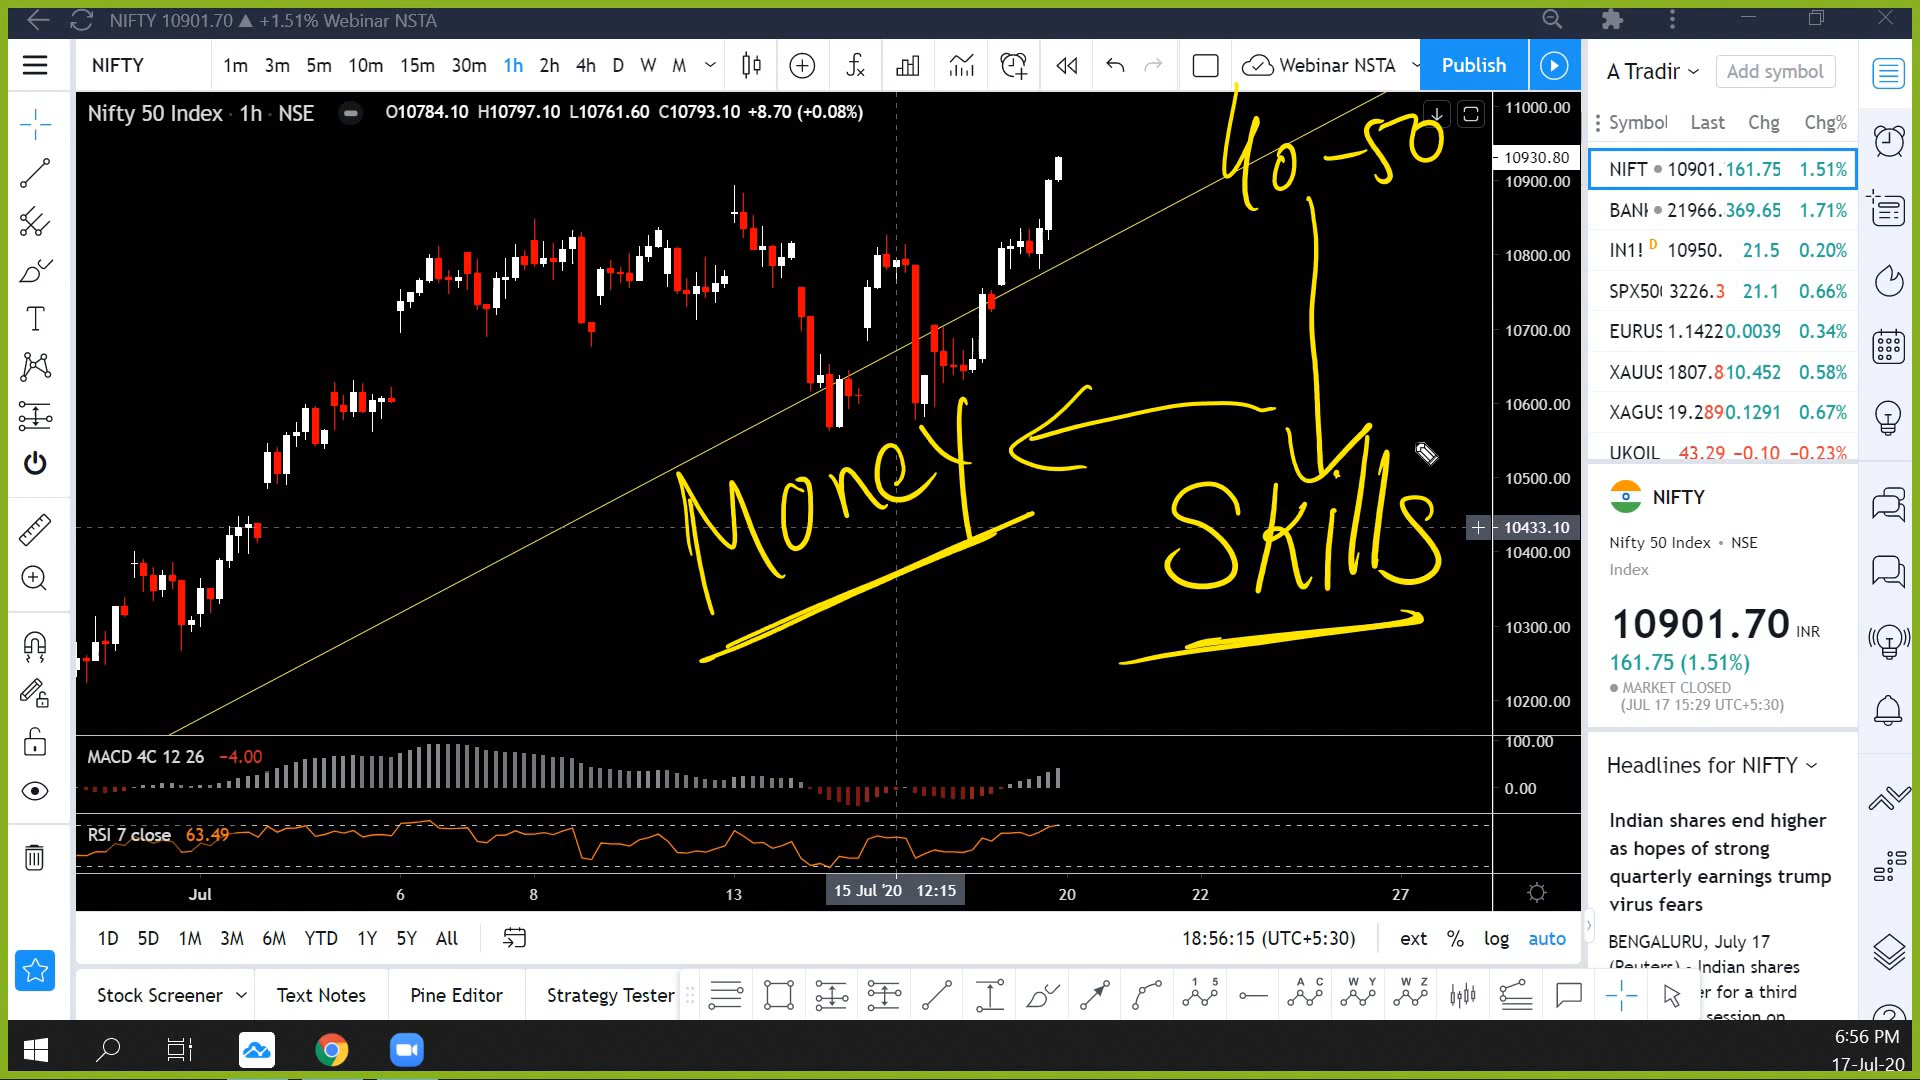 NIFTY 10901.70 ▲ +1.51% Webinar NSTA
NIFTY 1m 3m 5m 10m 15m 30m 1h 2h 4h D W M Webinar NSTA Publish
A Tradir Add symbol
Nifty 50 Index · 1h · NSE O10784.10 H10797.10 L10761.60 C10793.10 +8.70 (+0.08%)
Symbol Last Chg Chg%
NIFT 10901. 161.75 1.51%
BANI 21966. 369.65 1.71%
IN1! D 10950. 21.5 0.20%
SPX50 3226.3 21.1 0.66%
EURUS 1.1422 0.0039 0.34%
XAUUS 1807.8 10.452 0.58%
XAGUS 19.289 0.1291 0.67%
UKOIL 43.29 −0.10 −0.23%
40-50
Money
Skills
11000.00
10930.80
10900.00
10800.00
10700.00
10600.00
10500.00
10433.10
10400.00
10300.00
10200.00
NIFTY
Nifty 50 Index • NSE
Index
10901.70 INR
161.75 (1.51%)
MARKET CLOSED
(JUL 17 15:29 UTC+5:30)
MACD 4C 12 26 −4.00
100.00
0.00
RSI 7 close 63.49
Jul 6 8 13 15 Jul '20 12:15 20 22 27
Headlines for NIFTY
Indian shares end higher
as hopes of strong
quarterly earnings trump
virus fears
BENGALURU, July 17
(Reuters) - Indian shares
er for a third
session on
1D 5D 1M 3M 6M YTD 1Y 5Y All
18:56:15 (UTC+5:30) ext % log auto
Stock Screener Text Notes Pine Editor Strategy Tester
1 5 A C W Y W Z
6:56 PM
17-Jul-20